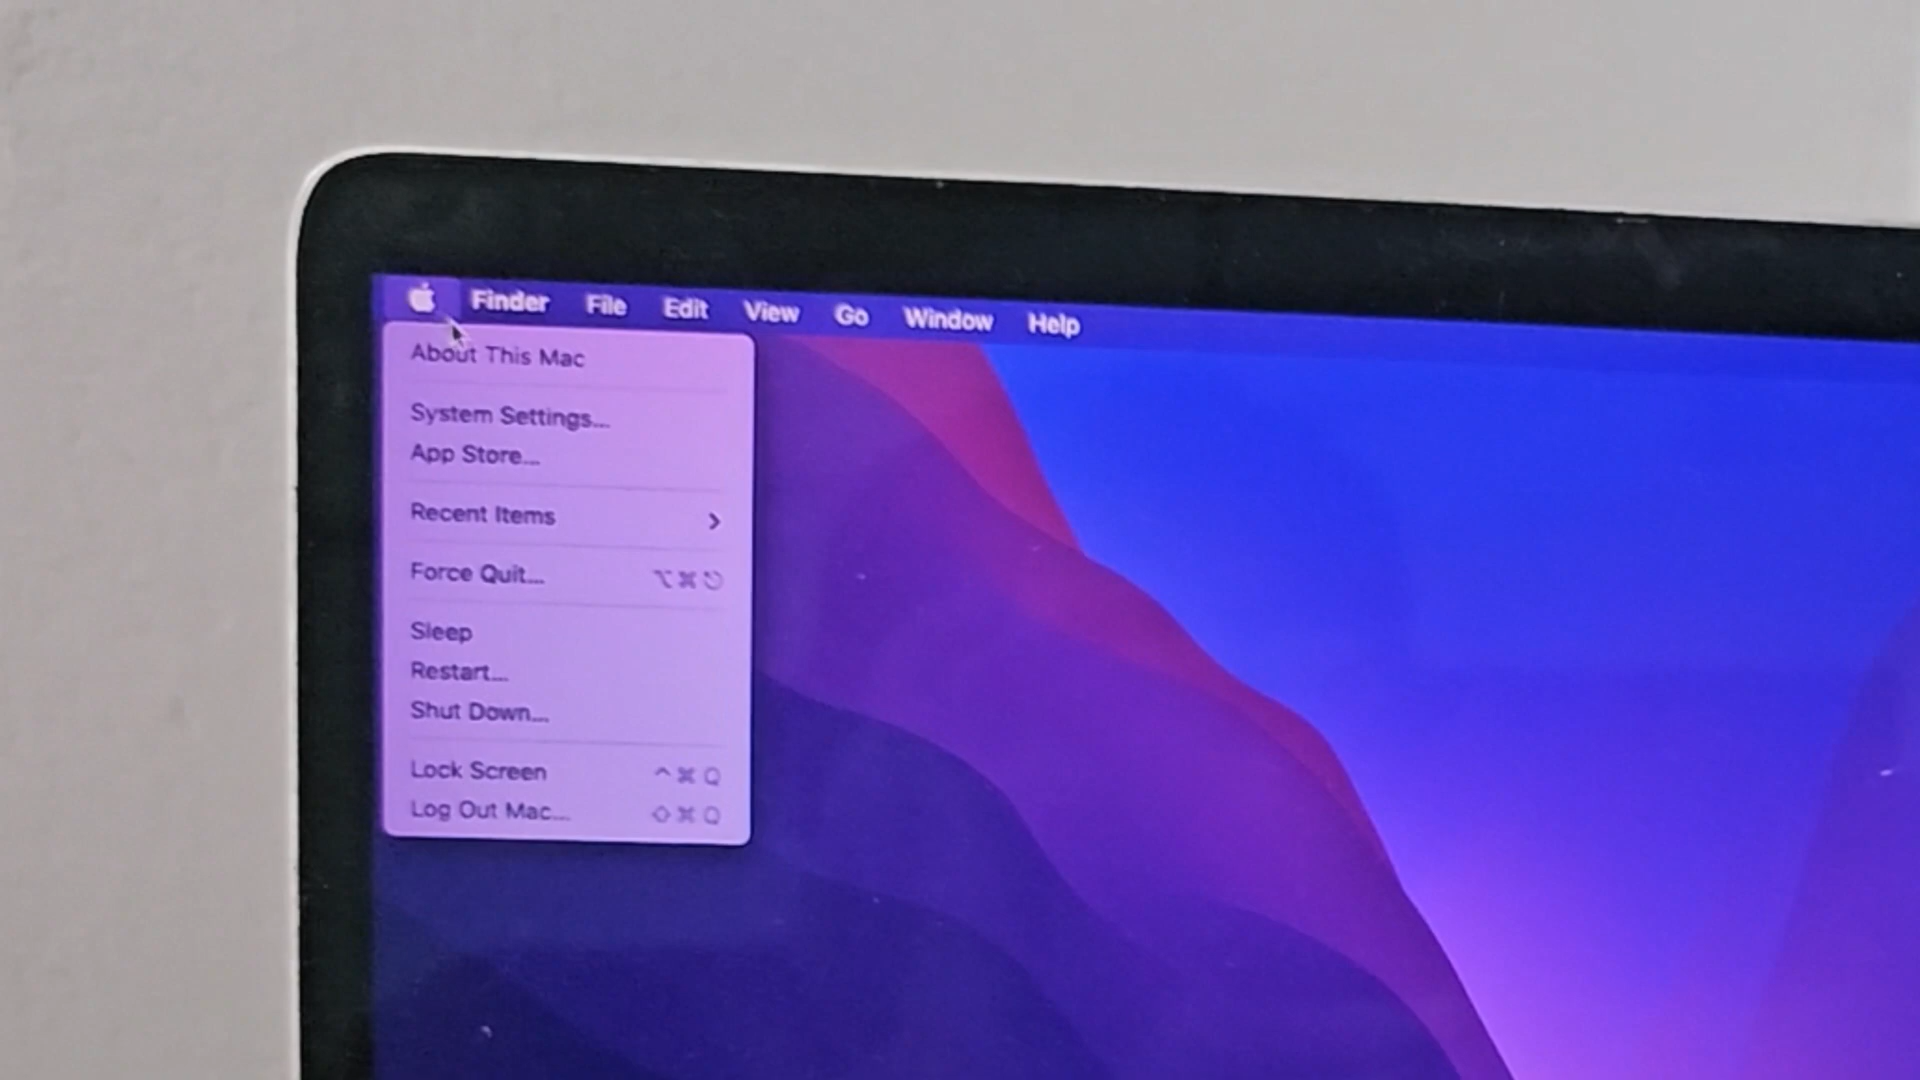 Finder File Edit View Go Window Help
About This Mac
System Settings...
App Store...
Recent Items >
Force Quit... ⌥⌘⎋
Sleep
Restart...
Shut Down...
Lock Screen ^⌘Q
Log Out Mac... ⇧⌘Q